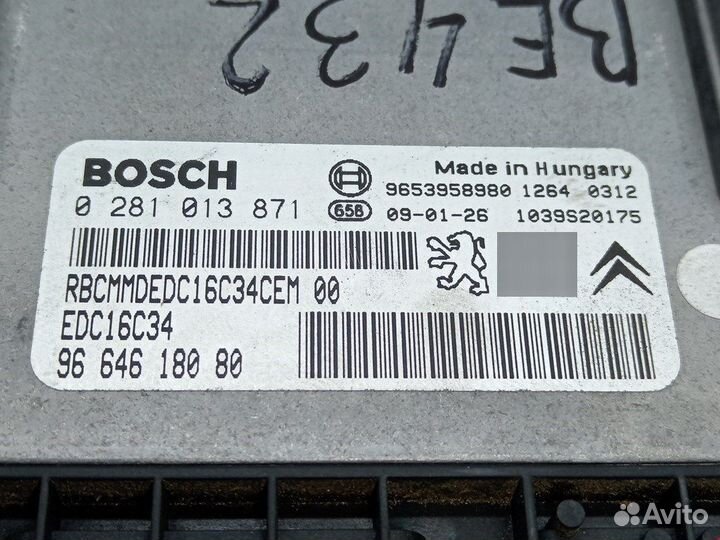 BE432
BOSCH
Made in Hungary
9653958980 1264 0312
0 281 013 871
658
09-01-26 1039S20175
RBCMMDEDC16C34CEM 00
EDC16C34
96 646 180 80
Avito